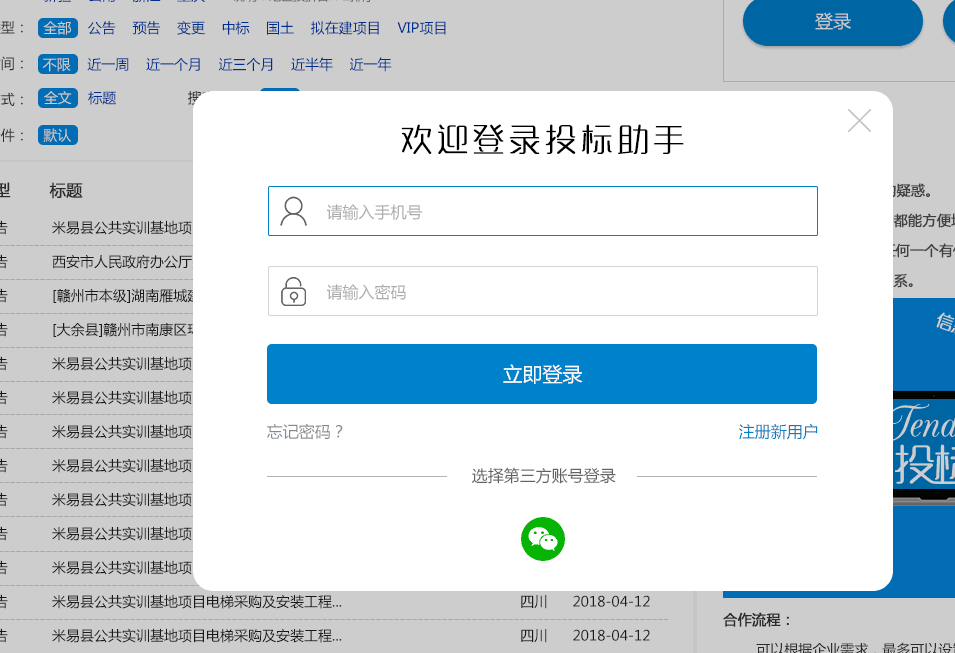 型： 全部 公告 预告 变更 中标 国土 拟在建项目 VIP项目
登录
间： 不限 近一周 近一个月 近三个月 近半年 近一年
式： 全文 标题
件： 默认
欢迎登录投标助手
请输入手机号
请输入密码
立即登录
忘记密码？ 注册新用户
选择第三方账号登录
型 标题
告 米易县公共实训基地项
告 西安市人民政府办公厅
告 [赣州市本级]湖南雁城建
告 [大余县]赣州市南康区环
告 米易县公共实训基地项
告 米易县公共实训基地项
告 米易县公共实训基地项
告 米易县公共实训基地项
告 米易县公共实训基地项
告 米易县公共实训基地项
告 米易县公共实训基地项
告 米易县公共实训基地项目电梯采购及安装工程... 四川 2018-04-12
告 米易县公共实训基地项目电梯采购及安装工程... 四川 2018-04-12
疑惑。
都能方便地
任何一个有价
系。
信息
Tend
投标
合作流程：
可以根据企业需求，最多可以设置